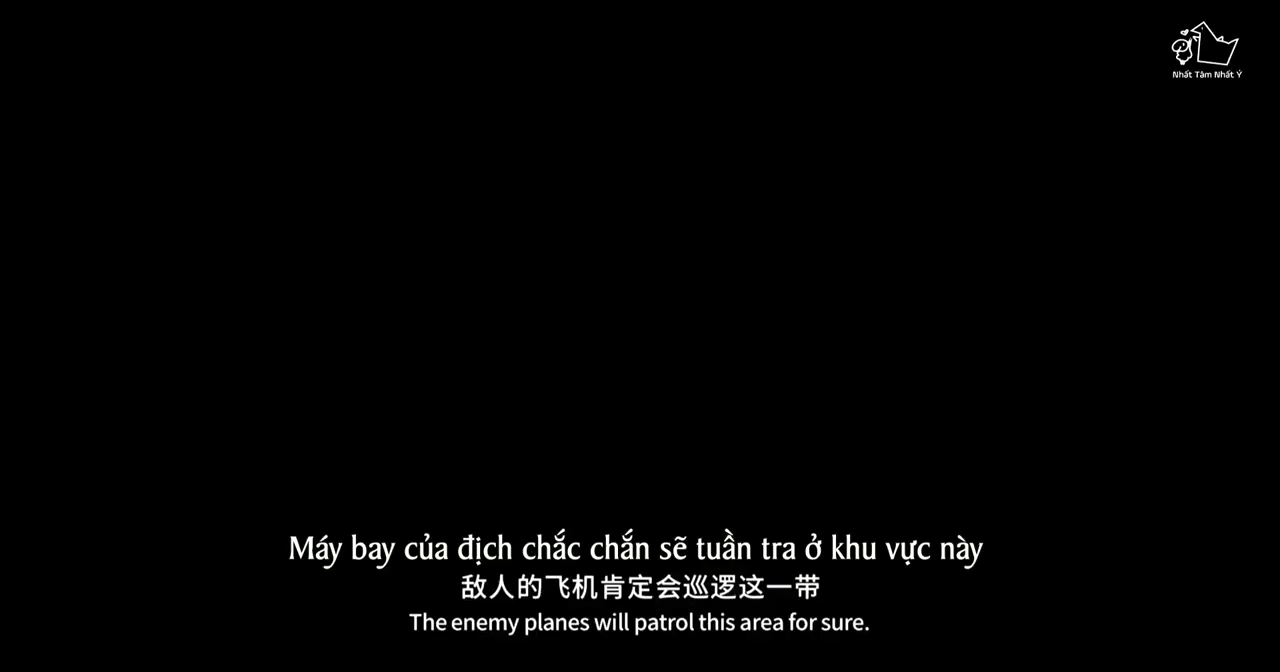 Nhất Tâm Nhất Ý
Máy bay của địch chắc chắn sẽ tuần tra ở khu vực này
敌人的飞机肯定会巡逻这一带
The enemy planes will patrol this area for sure.